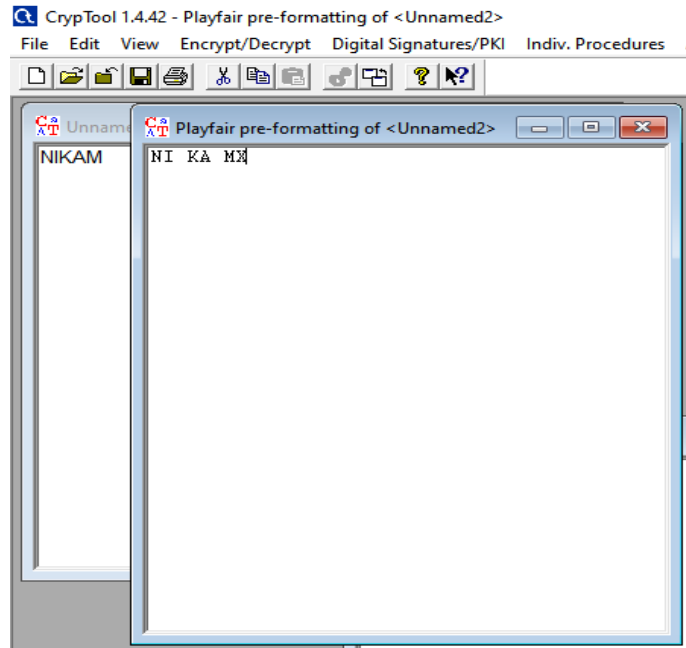 CrypTool 1.4.42 - Playfair pre-formatting of <Unnamed2>
File Edit View Encrypt/Decrypt Digital Signatures/PKI Indiv. Procedures
Unname
Playfair pre-formatting of <Unnamed2>
NIKAM
NI KA MX